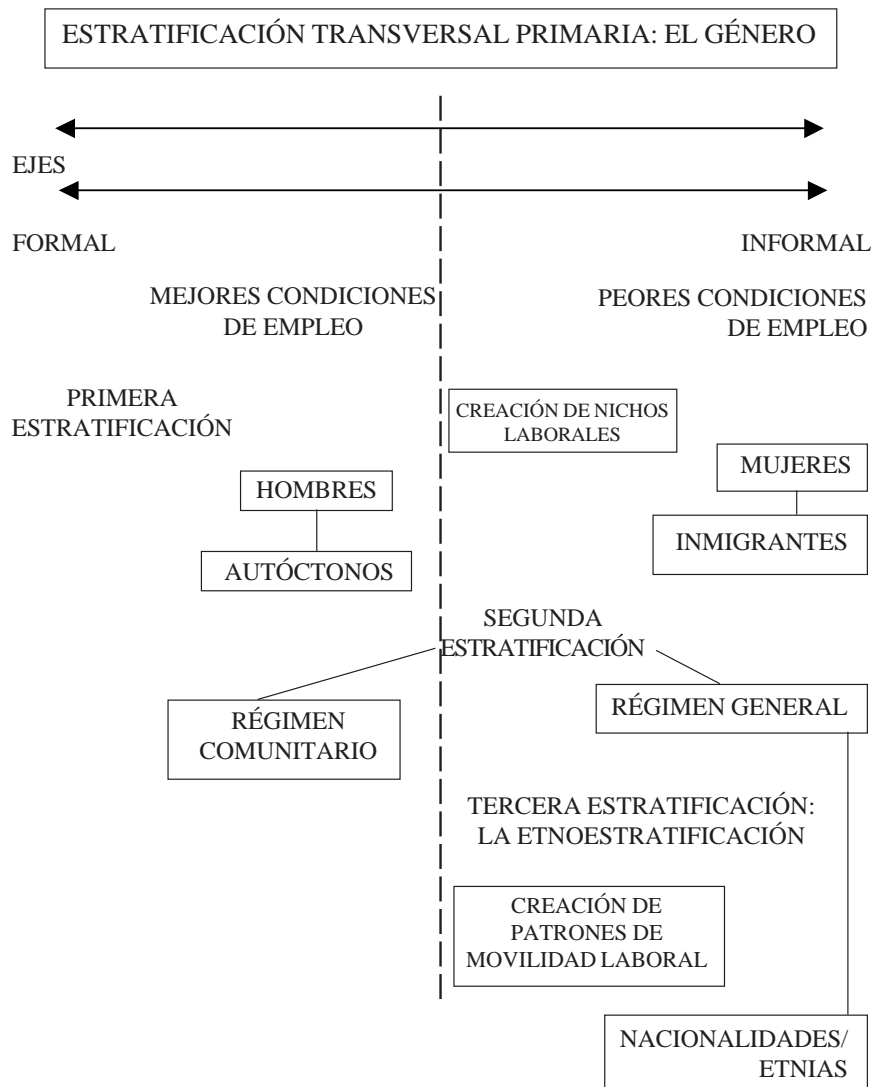 ESTRATIFICACIÓN TRANSVERSAL PRIMARIA: EL GÉNERO
EJES
FORMAL
INFORMAL
MEJORES CONDICIONES
DE EMPLEO
PEORES CONDICIONES
DE EMPLEO
PRIMERA
ESTRATIFICACIÓN
CREACIÓN DE NICHOS
LABORALES
HOMBRES
AUTÓCTONOS
MUJERES
INMIGRANTES
SEGUNDA
ESTRATIFICACIÓN
RÉGIMEN
COMUNITARIO
RÉGIMEN GENERAL
TERCERA ESTRATIFICACIÓN:
LA ETNOESTRATIFICACIÓN
CREACIÓN DE
PATRONES DE
MOVILIDAD LABORAL
NACIONALIDADES/
ETNIAS